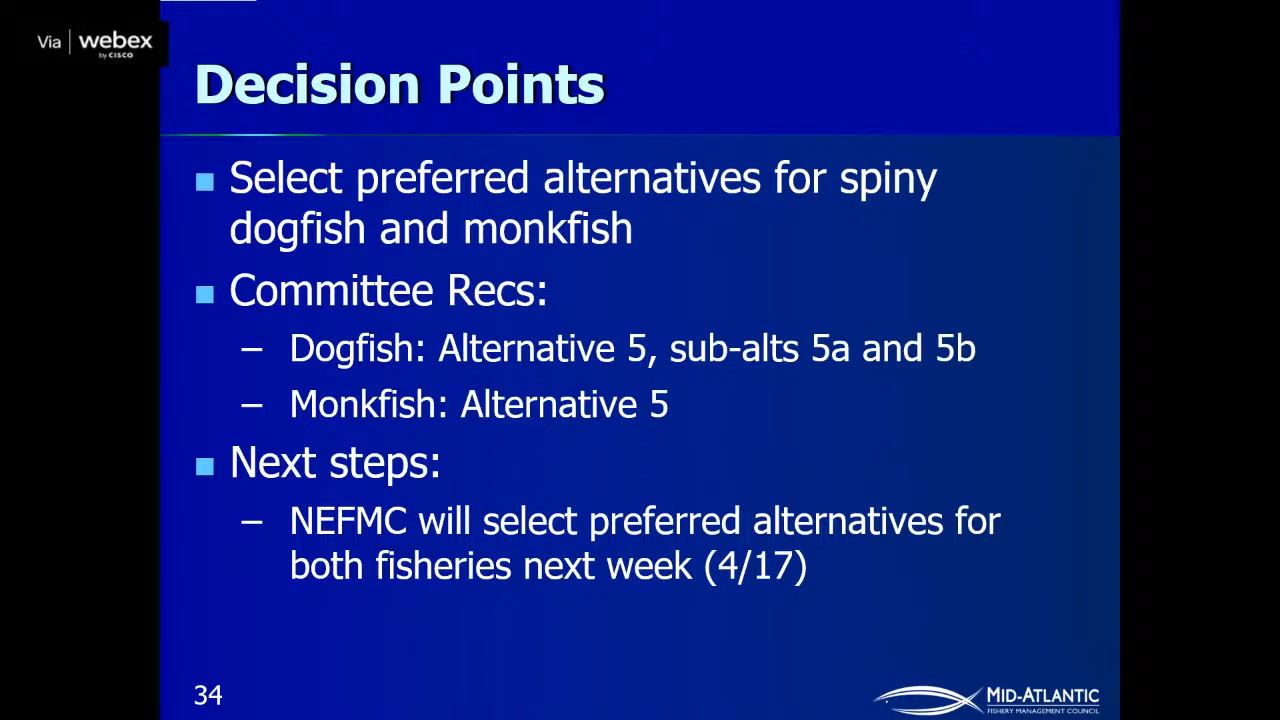 Via | webex
by CISCO
Decision Points
Select preferred alternatives for spiny
dogfish and monkfish
Committee Recs:
– Dogfish: Alternative 5, sub-alts 5a and 5b
– Monkfish: Alternative 5
Next steps:
– NEFMC will select preferred alternatives for
both fisheries next week (4/17)
34
MID-ATLANTIC
FISHERY MANAGEMENT COUNCIL